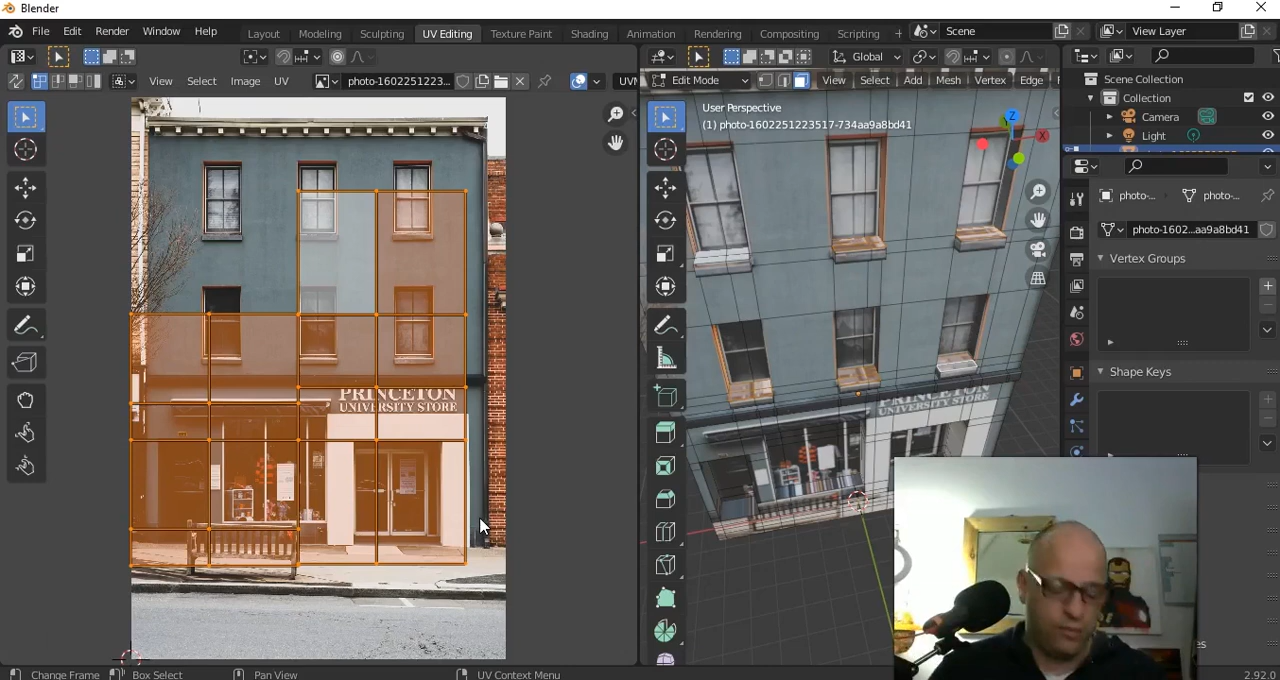 Blender
File Edit Render Window Help
Layout Modeling Sculpting UV Editing Texture Paint Shading Animation Rendering Compositing Scripting
Scene
View Layer
View Select Image UV
photo-1602251223...
UV
Global
Edit Mode
View Select Add Mesh Vertex Edge F
User Perspective
(1) photo-1602251223517-734aa9a8bd41
Z
X
Scene Collection
Collection
Camera
Light
photo-...
photo-...
photo-1602...aa9a8bd41
Vertex Groups
Shape Keys
PRINCETON
UNIVERSITY STORE
PRINCETON
UNIVERSITY STORE
es
Change Frame
Box Select
Pan View
UV Context Menu
2.92.0